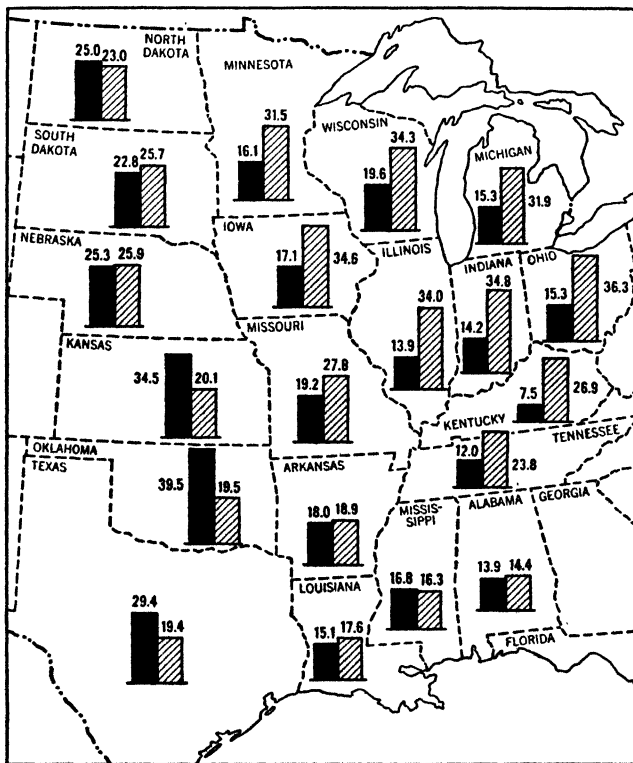 NORTH
DAKOTA
25.0 23.0
MINNESOTA
16.1 31.5
SOUTH
DAKOTA
22.8 25.7
WISCONSIN
19.6 34.3
MICHIGAN
15.3 31.9
NEBRASKA
25.3 25.9
IOWA
17.1 34.6
ILLINOIS
13.9 34.0
INDIANA
14.2 34.8
OHIO
15.3 36.3
KANSAS
34.5 20.1
MISSOURI
19.2 27.8
KENTUCKY
7.5 26.9
TENNESSEE
12.0 23.8
OKLAHOMA
39.5 19.5
TEXAS
29.4 19.4
ARKANSAS
18.0 18.9
MISSIS-
SIPPI
16.8 16.3
ALABAMA
13.9 14.4
GEORGIA
LOUISIANA
15.1 17.6
FLORIDA